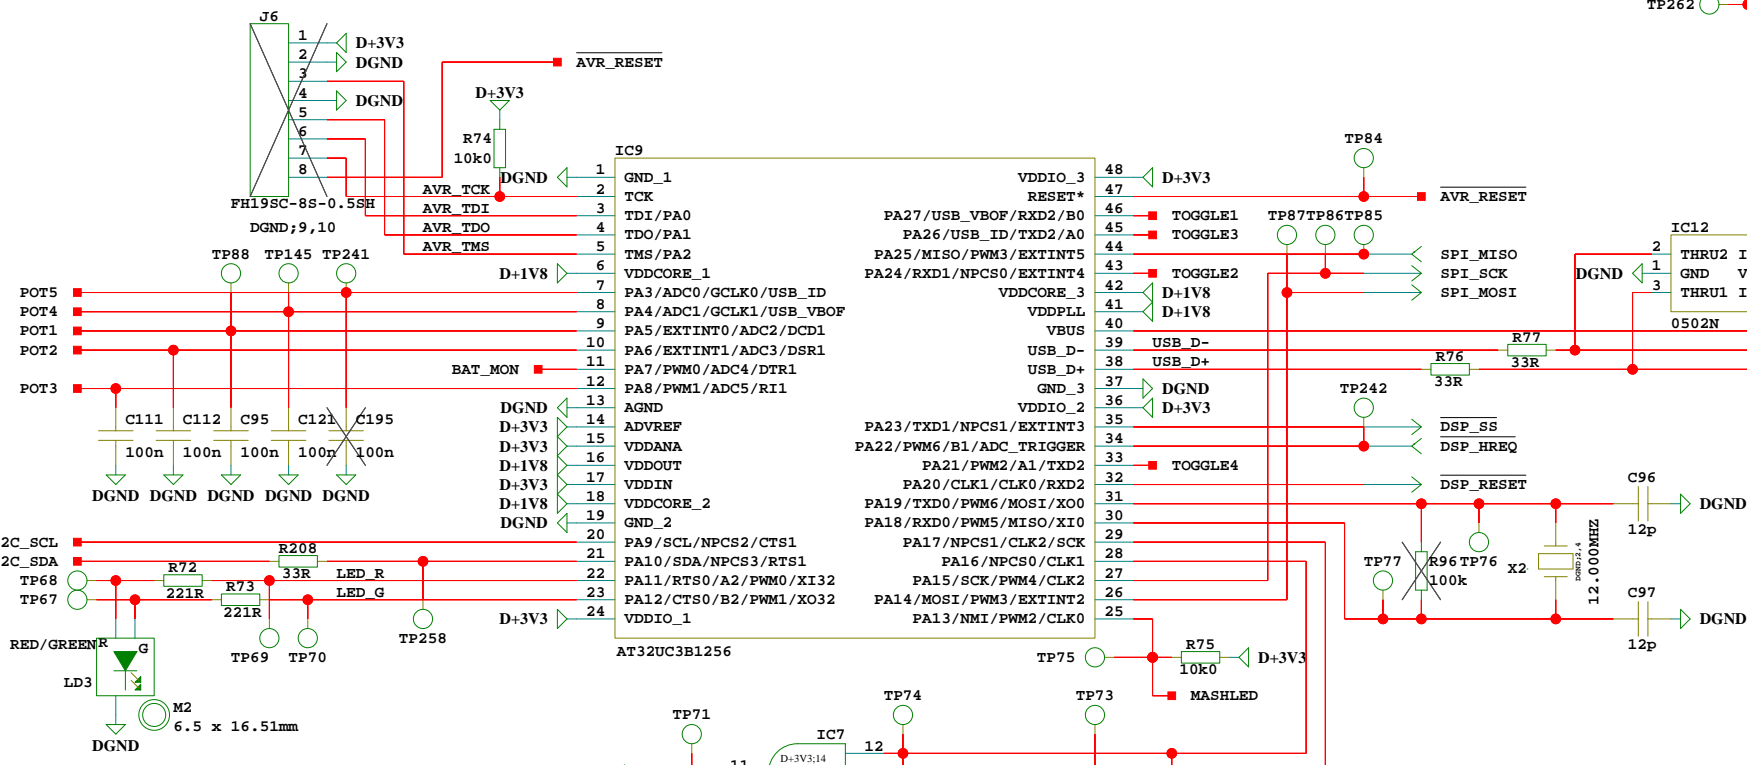 TP262
J6
1 D+3V3
2 DGND
3
4 DGND
5
6
7
8
FH19SC-8S-0.5SH
DGND;9,10
AVR_RESET
D+3V3
R74
10k0
AVR_TCK
AVR_TDI
AVR_TDO
AVR_TMS
TP88 TP145 TP241
POT5
POT4
POT1
POT2
POT3
BAT_MON
C111 C112 C95 C121 C195
100n 100n 100n 100n 100n
DGND DGND DGND DGND DGND
2C_SCL
2C_SDA
R208
33R
TP68
R72
221R
LED_R
TP67
R73
221R
LED_G
TP258
TP69 TP70
RED/GREEN
R G
LD3
M2
6.5 x 16.51mm
DGND
IC9
DGND 1 GND_1
2 TCK
3 TDI/PA0
4 TDO/PA1
5 TMS/PA2
D+1V8 6 VDDCORE_1
7 PA3/ADC0/GCLK0/USB_ID
8 PA4/ADC1/GCLK1/USB_VBOF
9 PA5/EXTINT0/ADC2/DCD1
10 PA6/EXTINT1/ADC3/DSR1
11 PA7/PWM0/ADC4/DTR1
12 PA8/PWM1/ADC5/RI1
DGND 13 AGND
D+3V3 14 ADVREF
D+3V3 15 VDDANA
D+1V8 16 VDDOUT
D+3V3 17 VDDIN
D+1V8 18 VDDCORE_2
DGND 19 GND_2
20 PA9/SCL/NPCS2/CTS1
21 PA10/SDA/NPCS3/RTS1
22 PA11/RTS0/A2/PWM0/XI32
23 PA12/CTS0/B2/PWM1/XO32
D+3V3 24 VDDIO_1
AT32UC3B1256
VDDIO_3 48 D+3V3
RESET* 47 AVR_RESET
PA27/USB_VBOF/RXD2/B0 46 TOGGLE1
PA26/USB_ID/TXD2/A0 45 TOGGLE3
PA25/MISO/PWM3/EXTINT5 44 SPI_MISO
PA24/RXD1/NPCS0/EXTINT4 43 TOGGLE2 SPI_SCK
VDDCORE_3 42 D+1V8 SPI_MOSI
VDDPLL 41 D+1V8
VBUS 40
USB_D- 39 USB_D-
USB_D+ 38 USB_D+
GND_3 37 DGND
VDDIO_2 36 D+3V3
PA23/TXD1/NPCS1/EXTINT3 35 DSP_SS
PA22/PWM6/B1/ADC_TRIGGER 34 DSP_HREQ
PA21/PWM2/A1/TXD2 33 TOGGLE4
PA20/CLK1/CLK0/RXD2 32 DSP_RESET
PA19/TXD0/PWM6/MOSI/XO0 31
PA18/RXD0/PWM5/MISO/XI0 30
PA17/NPCS1/CLK2/SCK 29
PA16/NPCS0/CLK1 28
PA15/SCK/PWM4/CLK2 27
PA14/MOSI/PWM3/EXTINT2 26
PA13/NMI/PWM2/CLK0 25
TP84
TP87 TP86 TP85
R77
33R
R76
33R
TP242
IC12
2 THRU2 I
DGND 1 GND V
3 THRU1 I
0502N
C96
12p
DGND
TP77
R96
100k
TP76
X2
DGND;2,4
12.000MHZ
C97
12p
DGND
TP75
R75
10k0
D+3V3
MASHLED
TP71
TP74
TP73
IC7
12
11
D+3V3;14